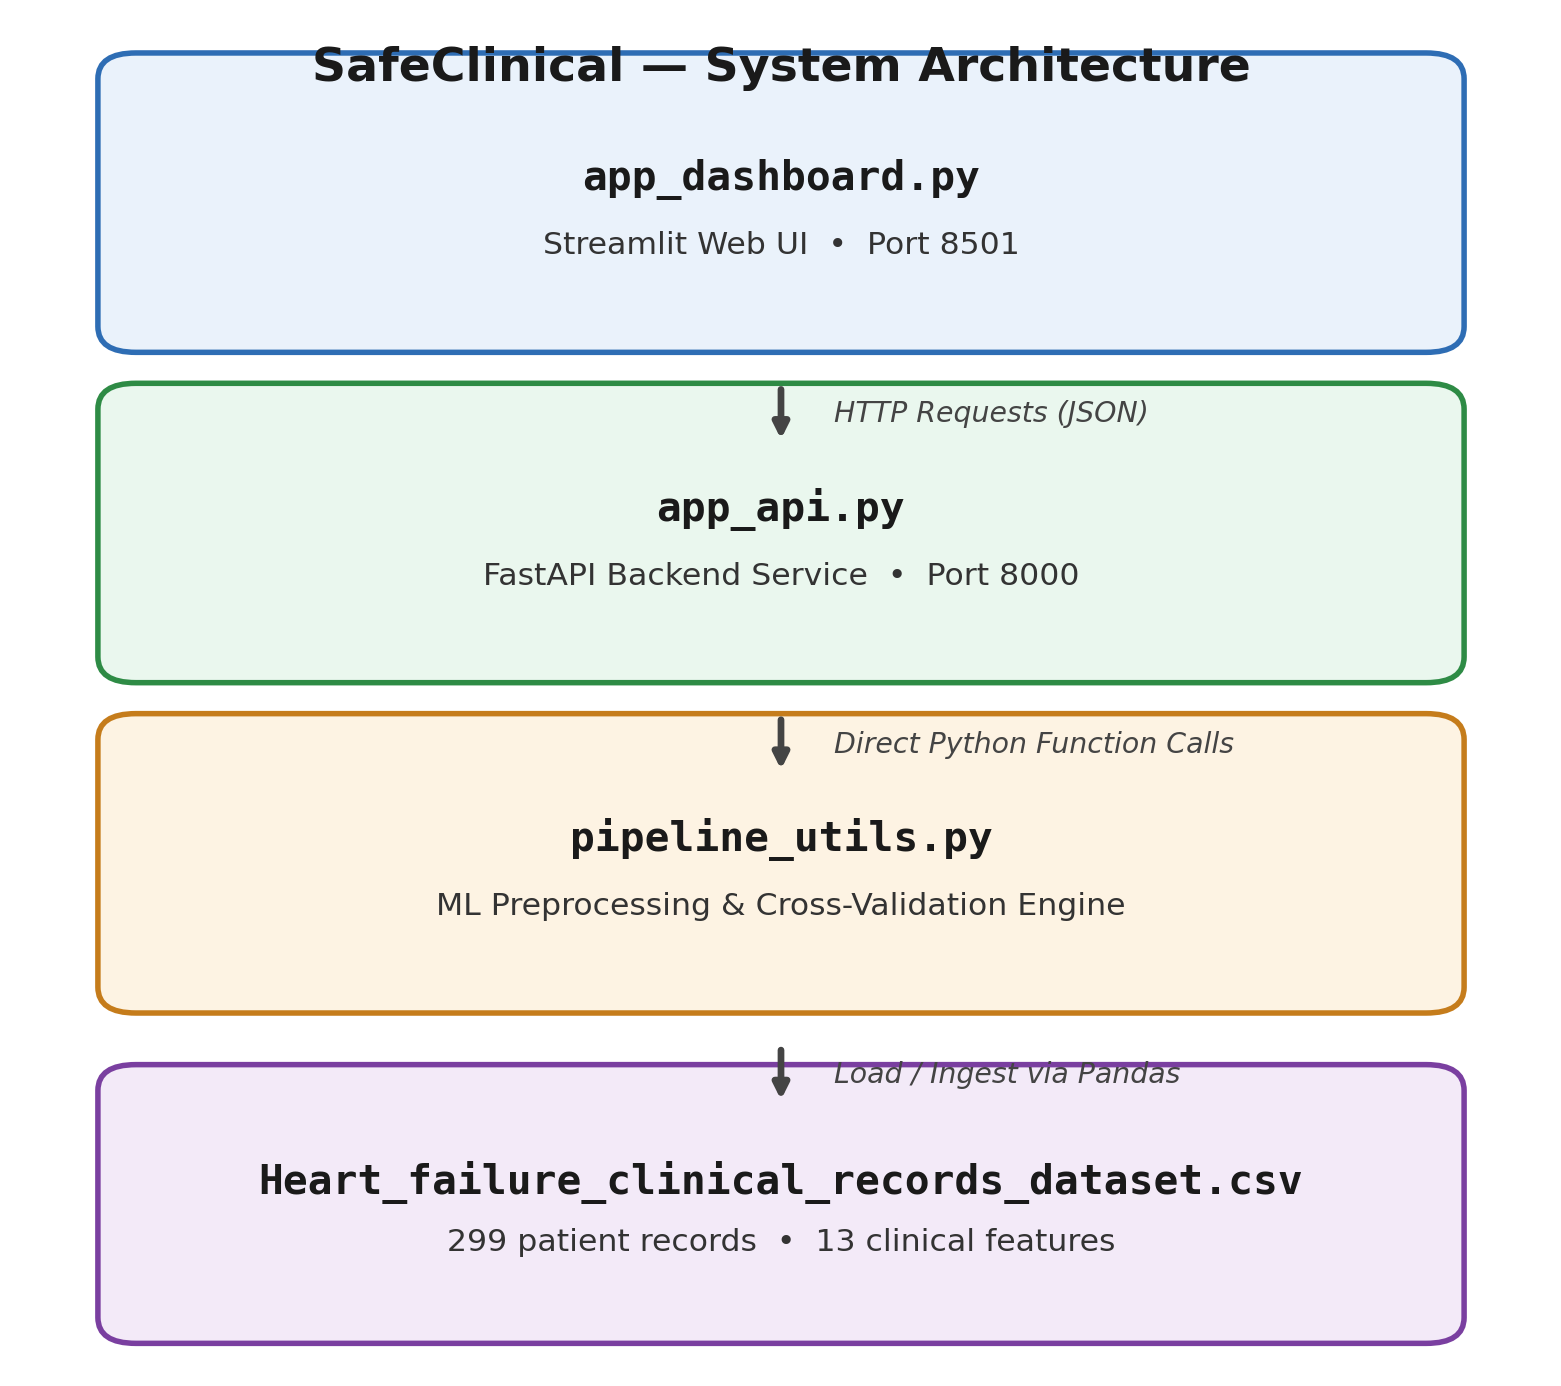 SafeClinical — System Architecture
app_dashboard.py
Streamlit Web UI • Port 8501
HTTP Requests (JSON)
app_api.py
FastAPI Backend Service • Port 8000
Direct Python Function Calls
pipeline_utils.py
ML Preprocessing & Cross-Validation Engine
Load / Ingest via Pandas
Heart_failure_clinical_records_dataset.csv
299 patient records • 13 clinical features